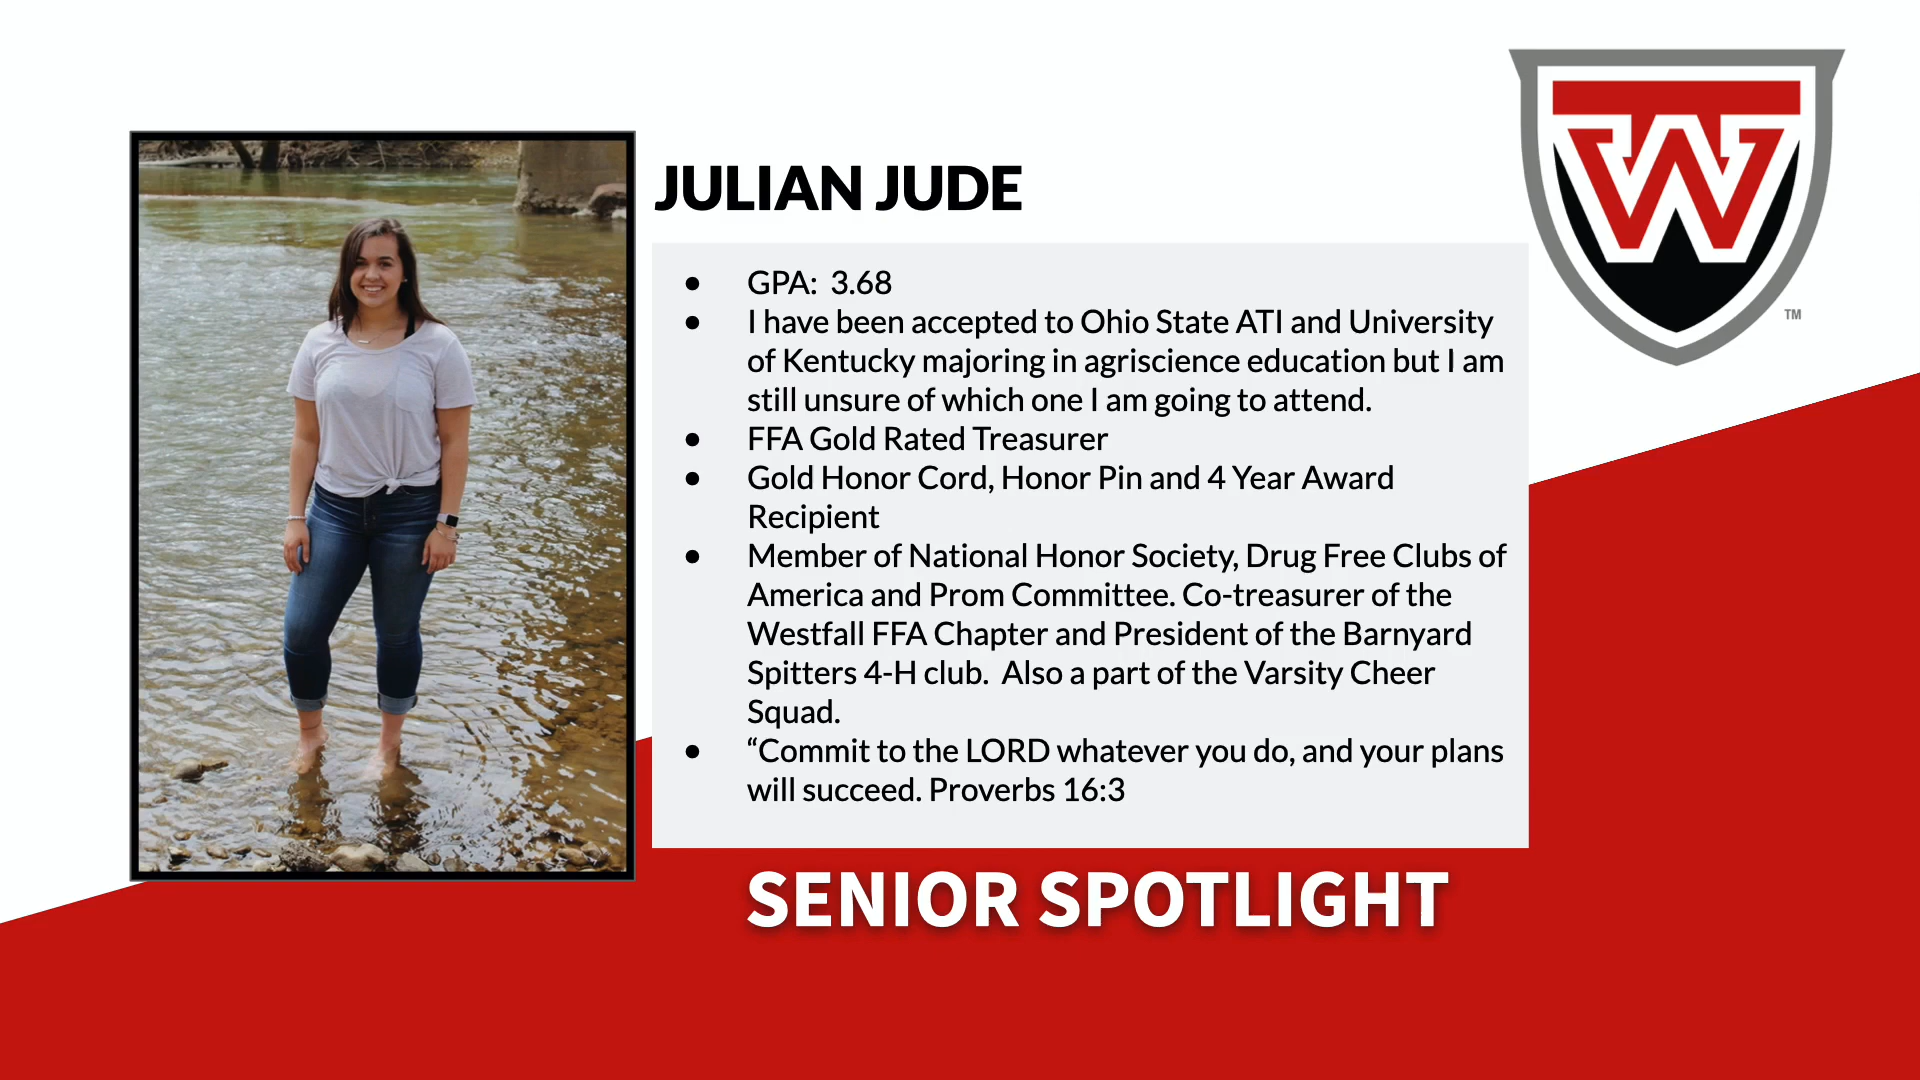 JULIAN JUDE
● GPA:  3.68
● I have been accepted to Ohio State ATI and University
of Kentucky majoring in agriscience education but I am
still unsure of which one I am going to attend.
● FFA Gold Rated Treasurer
● Gold Honor Cord, Honor Pin and 4 Year Award
Recipient
● Member of National Honor Society, Drug Free Clubs of
America and Prom Committee. Co-treasurer of the
Westfall FFA Chapter and President of the Barnyard
Spitters 4-H club.  Also a part of the Varsity Cheer
Squad.
● “Commit to the LORD whatever you do, and your plans
will succeed. Proverbs 16:3
SENIOR SPOTLIGHT
W
TM